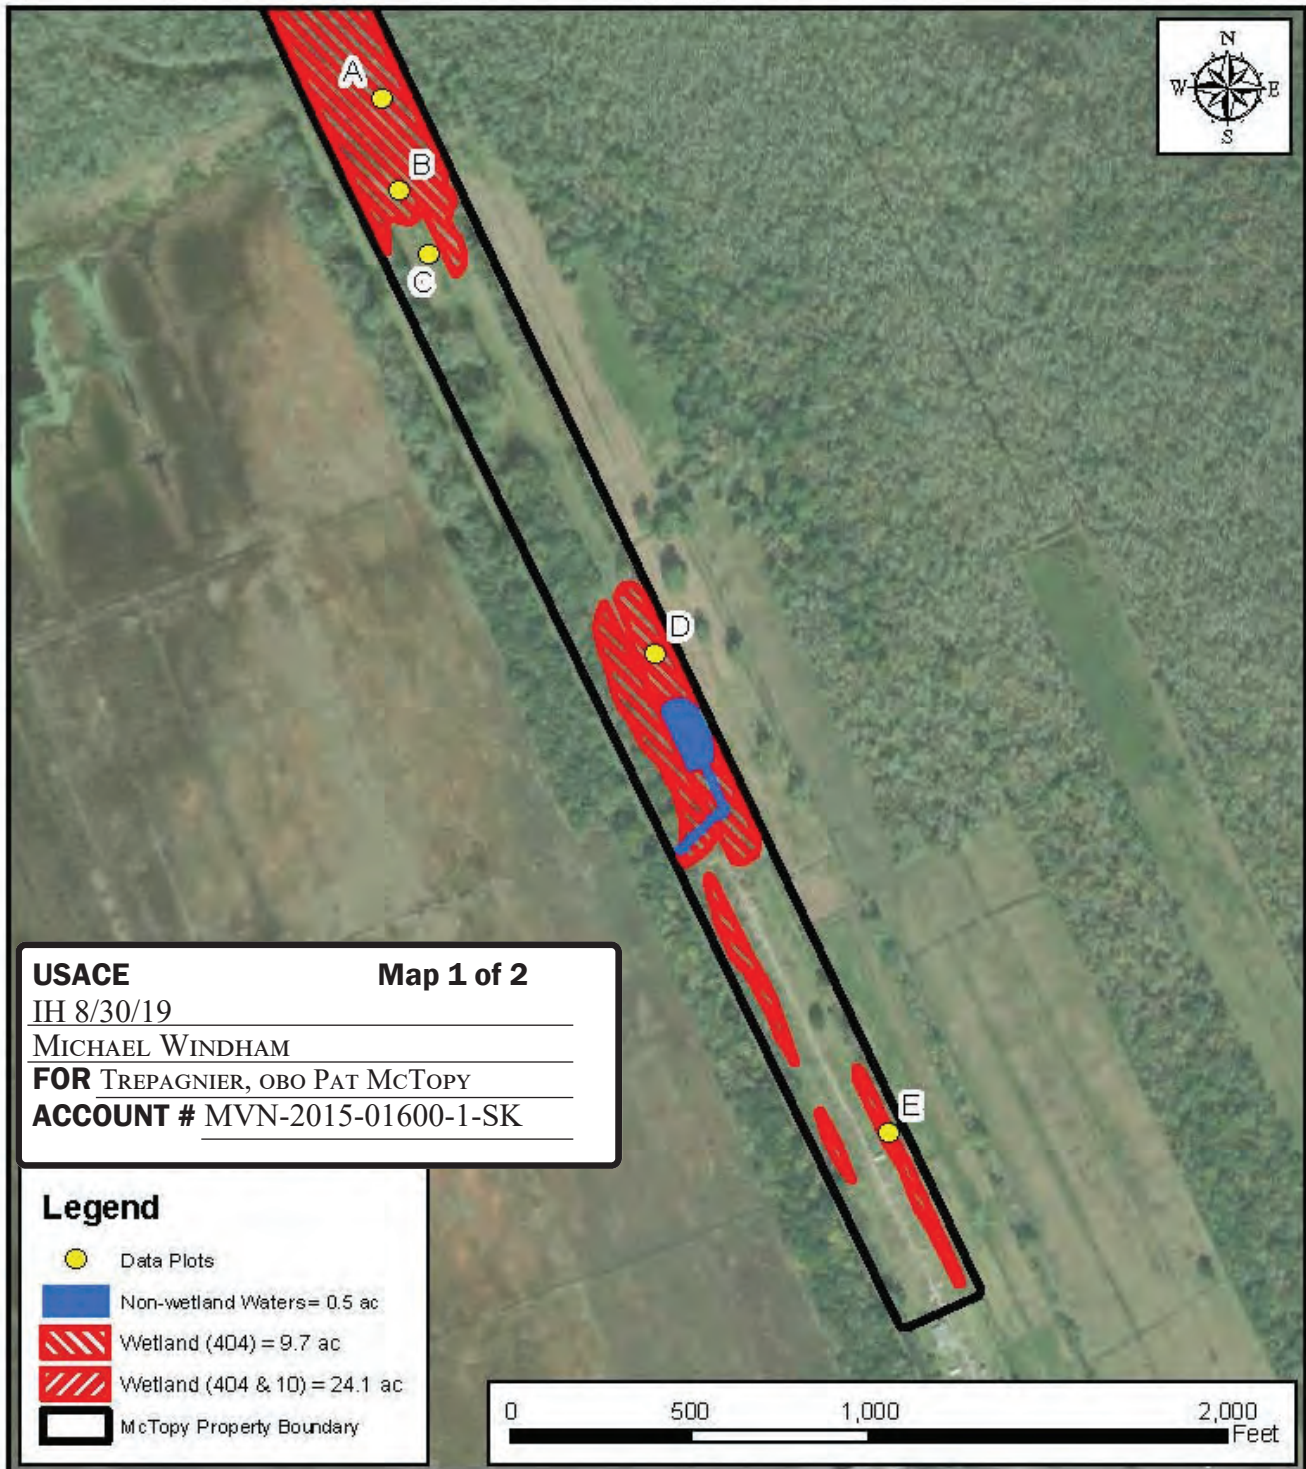 N
W E
S
A
B
C
D
E
USACE Map 1 of 2
IH 8/30/19
MICHAEL WINDHAM
FOR TREPAGNIER, OBO PAT MCTOPY
ACCOUNT # MVN-2015-01600-1-SK
Legend
Data Plots
Non-wetland Waters= 0.5 ac
Wetland (404) = 9.7 ac
Wetland (404 & 10) = 24.1 ac
McTopy Property Boundary
0 500 1,000 2,000
Feet